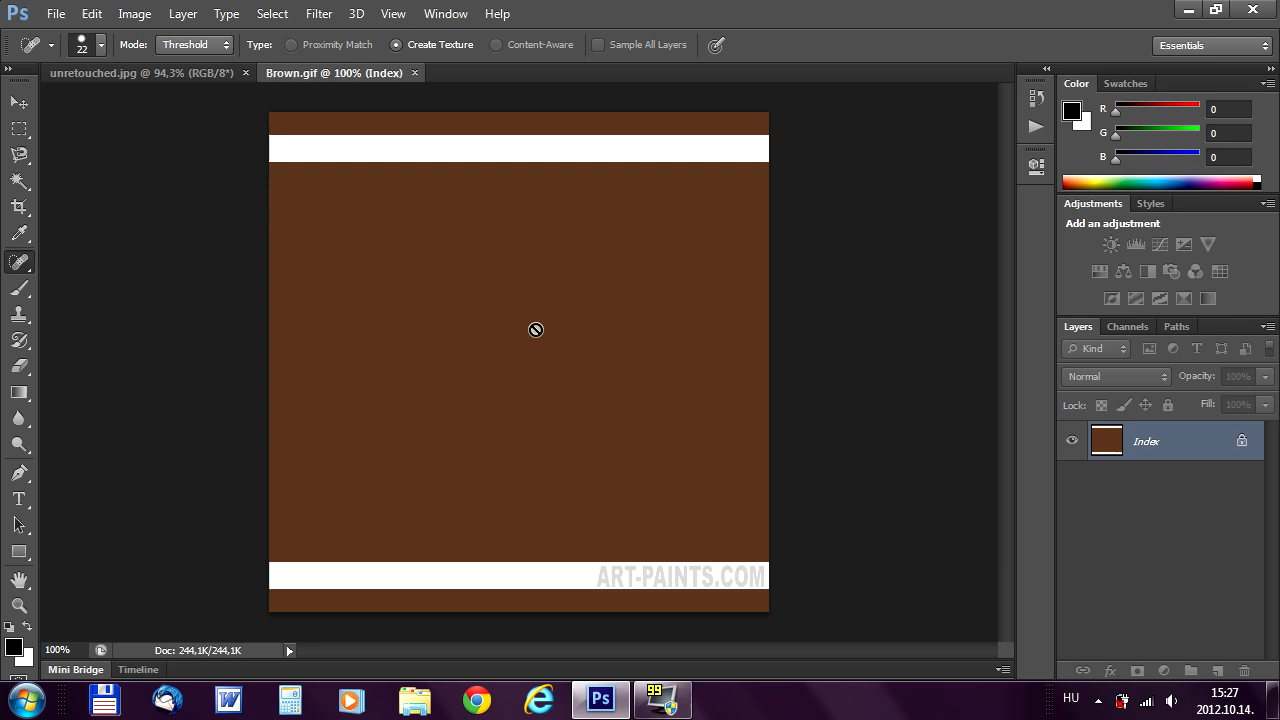 Ps File Edit Image Layer Type Select Filter 3D View Window Help
22 Mode: Threshold Type: Proximity Match Create Texture Content-Aware Sample All Layers Essentials
unretouched.jpg @ 94,3% (RGB/8*) Brown.gif @ 100% (Index)
Color Swatches
R 0
G 0
B 0
Adjustments Styles
Add an adjustment
Layers Channels Paths
Kind
Normal Opacity: 100%
Lock: Fill: 100%
Index
ART-PAINTS.COM
100% Doc: 244,1K/244,1K
Mini Bridge Timeline
W Ps 99 HU 15:27
2012.10.14.